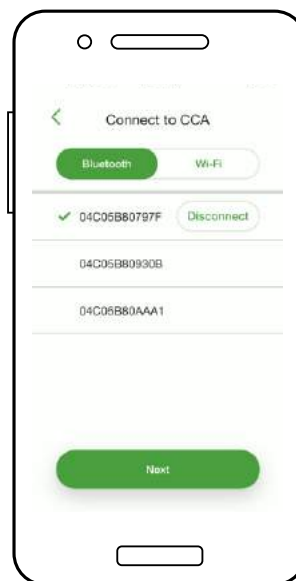 Connect to CCA
Bluetooth Wi-Fi
04C05B80797F Disconnect
04C05B80930B
04C05B80AAA1
Next